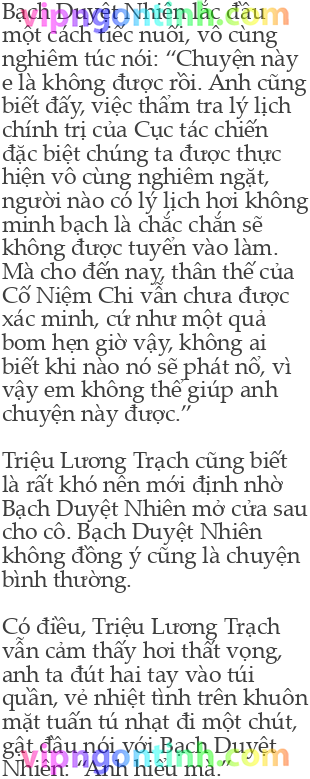 Bạch Duyệt Nhiên lắc đầu
một cách tiếc nuối, vô cùng
nghiêm túc nói: “Chuyện này
e là không được rồi. Anh cũng
biết đấy, việc thẩm tra lý lịch
chính trị của Cục tác chiến
đặc biệt chúng ta được thực
hiện vô cùng nghiêm ngặt,
người nào có lý lịch hơi không
minh bạch là chắc chắn sẽ
không được tuyển vào làm.
Mà cho đến nay, thân thế của
Cố Niệm Chi vẫn chưa được
xác minh, cứ như một quả
bom hẹn giờ vậy, không ai
biết khi nào nó sẽ phát nổ, vì
vậy em không thể giúp anh
chuyện này được.”
Triệu Lương Trạch cũng biết
là rất khó nên mới định nhờ
Bạch Duyệt Nhiên mở cửa sau
cho cô. Bạch Duyệt Nhiên
không đồng ý cũng là chuyện
bình thường.
Có điều, Triệu Lương Trạch
vẫn cảm thấy hơi thất vọng,
anh ta đút hai tay vào túi
quần, vẻ nhiệt tình trên khuôn
mặt tuấn tú nhạt đi một chút,
gật đầu nói với Bạch Duyệt
Nhiên: “Anh hiểu mà.”
vipngontinh.com
vipngontinh.com